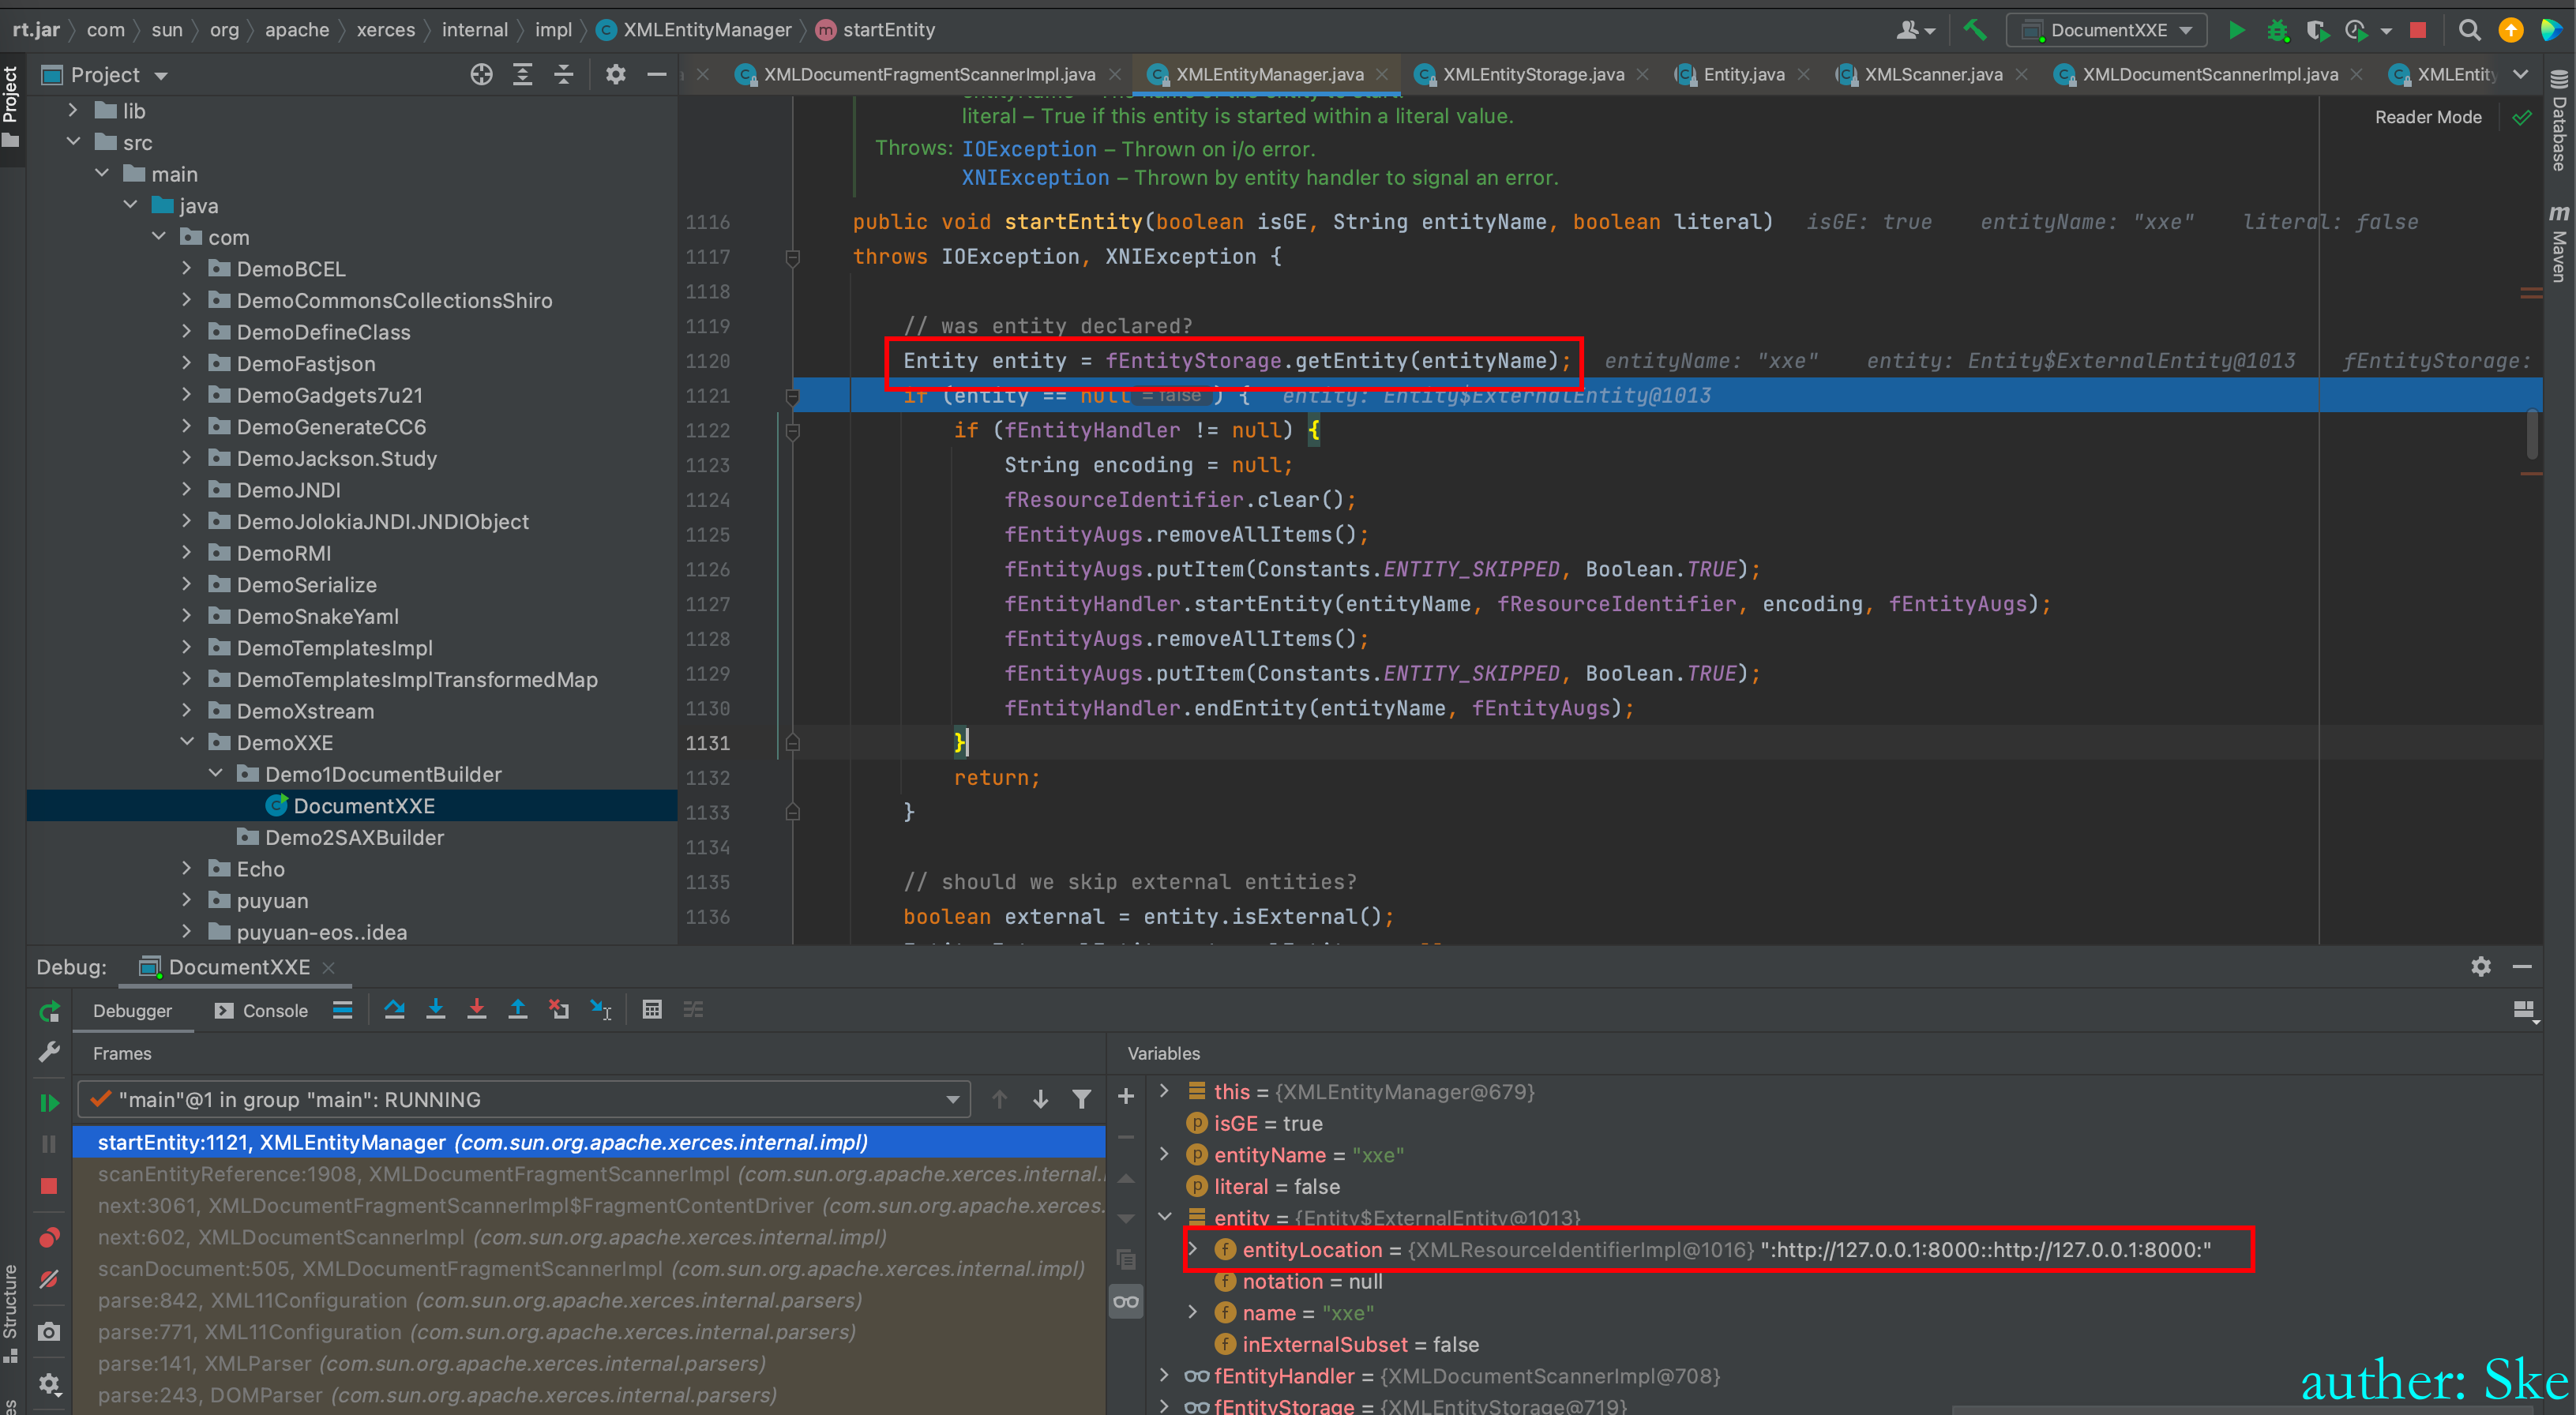 rt.jar com sun org apache xerces internal impl XMLEntityManager startEntity DocumentXXE
Project
XMLDocumentFragmentScannerImpl.java XMLEntityManager.java XMLEntityStorage.java Entity.java XMLScanner.java XMLDocumentScannerImpl.java XMLEntity
Project
lib
src
main
java
com
DemoBCEL
DemoCommonsCollectionsShiro
DemoDefineClass
DemoFastjson
DemoGadgets7u21
DemoGenerateCC6
DemoJackson.Study
DemoJNDI
DemoJolokiaJNDI.JNDIObject
DemoRMI
DemoSerialize
DemoSnakeYaml
DemoTemplatesImpl
DemoTemplatesImplTransformedMap
DemoXstream
DemoXXE
Demo1DocumentBuilder
DocumentXXE
Demo2SAXBuilder
Echo
puyuan
puyuan-eos..idea
literal – True if this entity is started within a literal value.
Reader Mode
Throws: IOException – Thrown on i/o error.
XNIException – Thrown by entity handler to signal an error.
1116 public void startEntity(boolean isGE, String entityName, boolean literal) isGE: true entityName: "xxe" literal: false
1117 throws IOException, XNIException {
1118
1119 // was entity declared?
1120 Entity entity = fEntityStorage.getEntity(entityName); entityName: "xxe" entity: Entity$ExternalEntity@1013 fEntityStorage:
1121 if (entity == null = false ) { entity: Entity$ExternalEntity@1013
1122 if (fEntityHandler != null) {
1123 String encoding = null;
1124 fResourceIdentifier.clear();
1125 fEntityAugs.removeAllItems();
1126 fEntityAugs.putItem(Constants.ENTITY_SKIPPED, Boolean.TRUE);
1127 fEntityHandler.startEntity(entityName, fResourceIdentifier, encoding, fEntityAugs);
1128 fEntityAugs.removeAllItems();
1129 fEntityAugs.putItem(Constants.ENTITY_SKIPPED, Boolean.TRUE);
1130 fEntityHandler.endEntity(entityName, fEntityAugs);
1131 }
1132 return;
1133 }
1134
1135 // should we skip external entities?
1136 boolean external = entity.isExternal();
Database
Maven
Debug: DocumentXXE
Debugger Console
Frames
"main"@1 in group "main": RUNNING
startEntity:1121, XMLEntityManager (com.sun.org.apache.xerces.internal.impl)
scanEntityReference:1908, XMLDocumentFragmentScannerImpl (com.sun.org.apache.xerces.internal.
next:3061, XMLDocumentFragmentScannerImpl$FragmentContentDriver (com.sun.org.apache.xerces.
next:602, XMLDocumentScannerImpl (com.sun.org.apache.xerces.internal.impl)
scanDocument:505, XMLDocumentFragmentScannerImpl (com.sun.org.apache.xerces.internal.impl)
parse:842, XML11Configuration (com.sun.org.apache.xerces.internal.parsers)
parse:771, XML11Configuration (com.sun.org.apache.xerces.internal.parsers)
parse:141, XMLParser (com.sun.org.apache.xerces.internal.parsers)
parse:243, DOMParser (com.sun.org.apache.xerces.internal.parsers)
Structure
Variables
this = {XMLEntityManager@679}
isGE = true
entityName = "xxe"
literal = false
entity = {Entity$ExternalEntity@1013}
entityLocation = {XMLResourceIdentifierImpl@1016} ":http://127.0.0.1:8000::http://127.0.0.1:8000:"
notation = null
name = "xxe"
inExternalSubset = false
fEntityHandler = {XMLDocumentScannerImpl@708}
fEntityStorage = {XMLEntityStorage@719}
auther: Ske